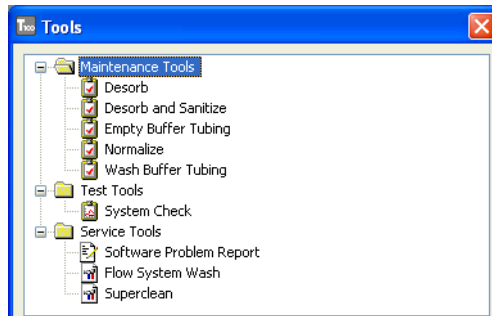 T100 Tools
Maintenance Tools
Desorb
Desorb and Sanitize
Empty Buffer Tubing
Normalize
Wash Buffer Tubing
Test Tools
System Check
Service Tools
Software Problem Report
Flow System Wash
Superclean